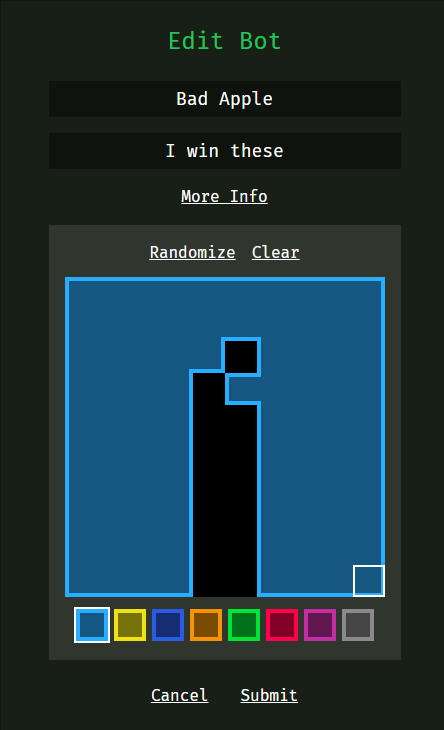 Edit Bot
Bad Apple
I win these
More Info
Randomize Clear
Cancel Submit